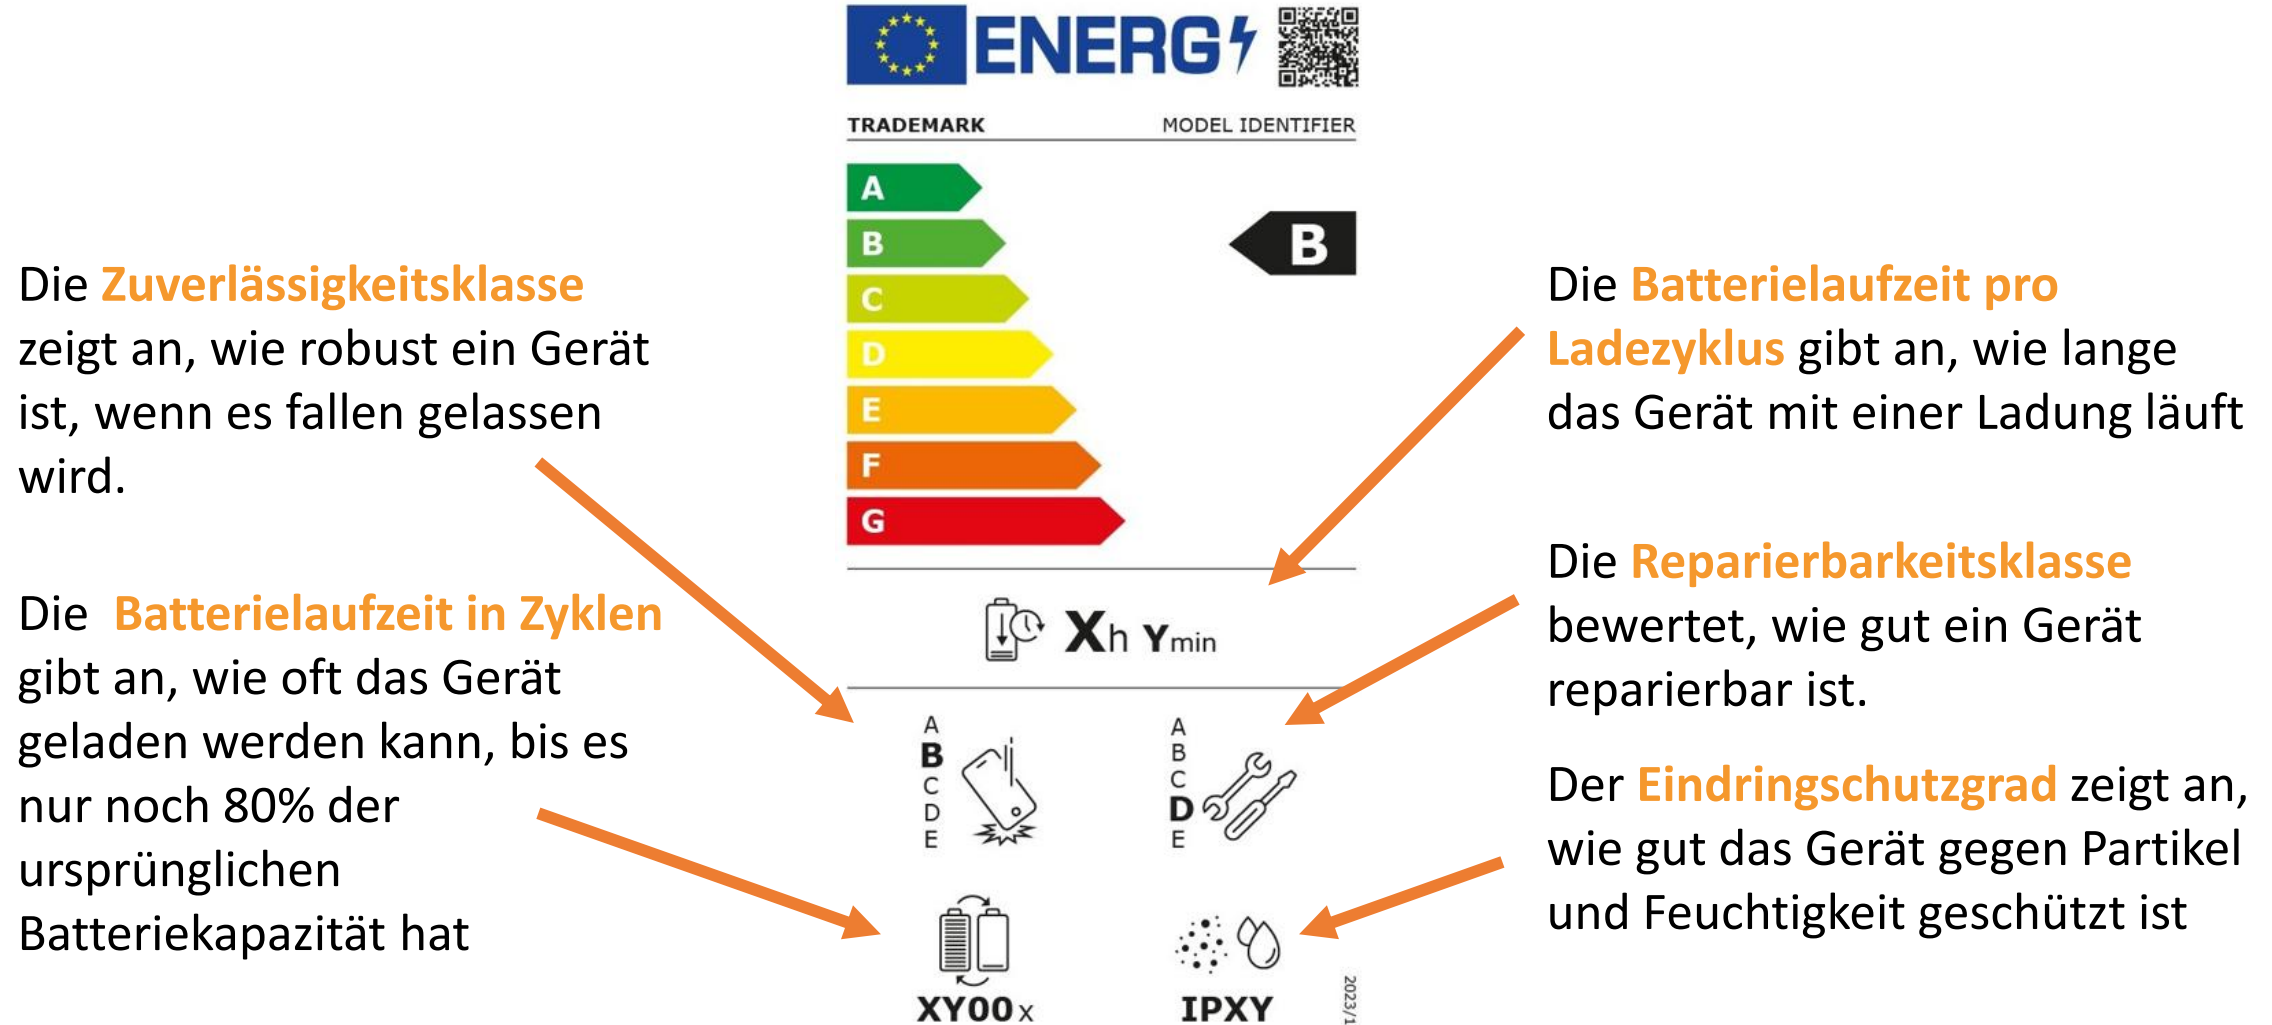 ENERG
TRADEMARK
MODEL IDENTIFIER
A
B
C
D
E
F
G
B
Die Zuverlässigkeitsklasse
zeigt an, wie robust ein Gerät
ist, wenn es fallen gelassen
wird.
Die Batterielaufzeit in Zyklen
gibt an, wie oft das Gerät
geladen werden kann, bis es
nur noch 80% der
ursprünglichen
Batteriekapazität hat
Xh Ymin
A
B
C
D
E
A
B
C
D
E
XY00x
IPXY
2023/1
Die Batterielaufzeit pro
Ladezyklus gibt an, wie lange
das Gerät mit einer Ladung läuft
Die Reparierbarkeitsklasse
bewertet, wie gut ein Gerät
reparierbar ist.
Der Eindringschutzgrad zeigt an,
wie gut das Gerät gegen Partikel
und Feuchtigkeit geschützt ist